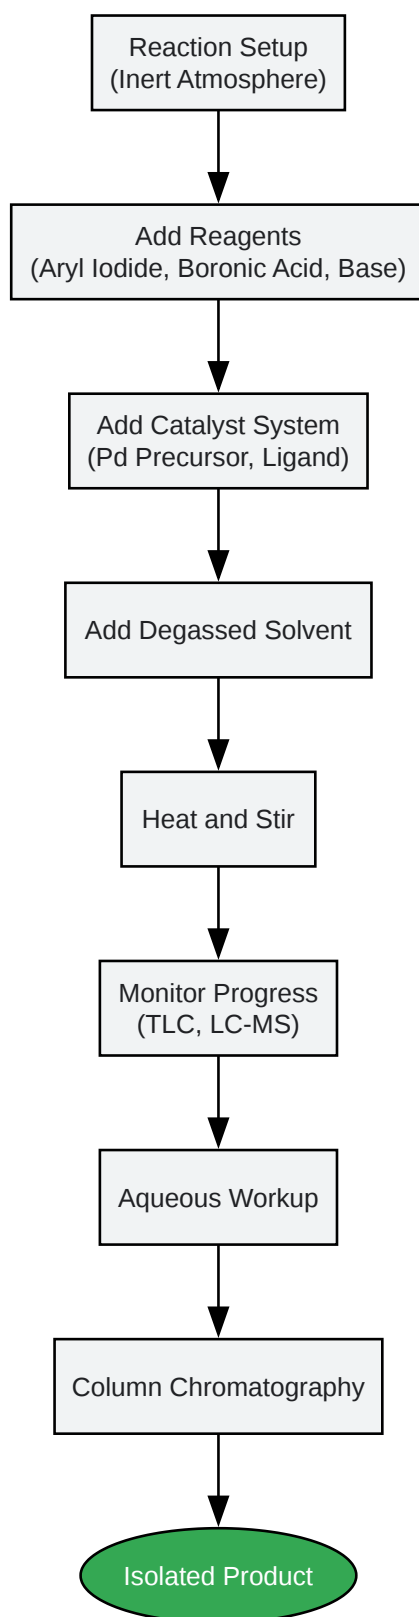 Reaction Setup
(Inert Atmosphere)
Add Reagents
(Aryl Iodide, Boronic Acid, Base)
Add Catalyst System
(Pd Precursor, Ligand)
Add Degassed Solvent
Heat and Stir
Monitor Progress
(TLC, LC-MS)
Aqueous Workup
Column Chromatography
Isolated Product